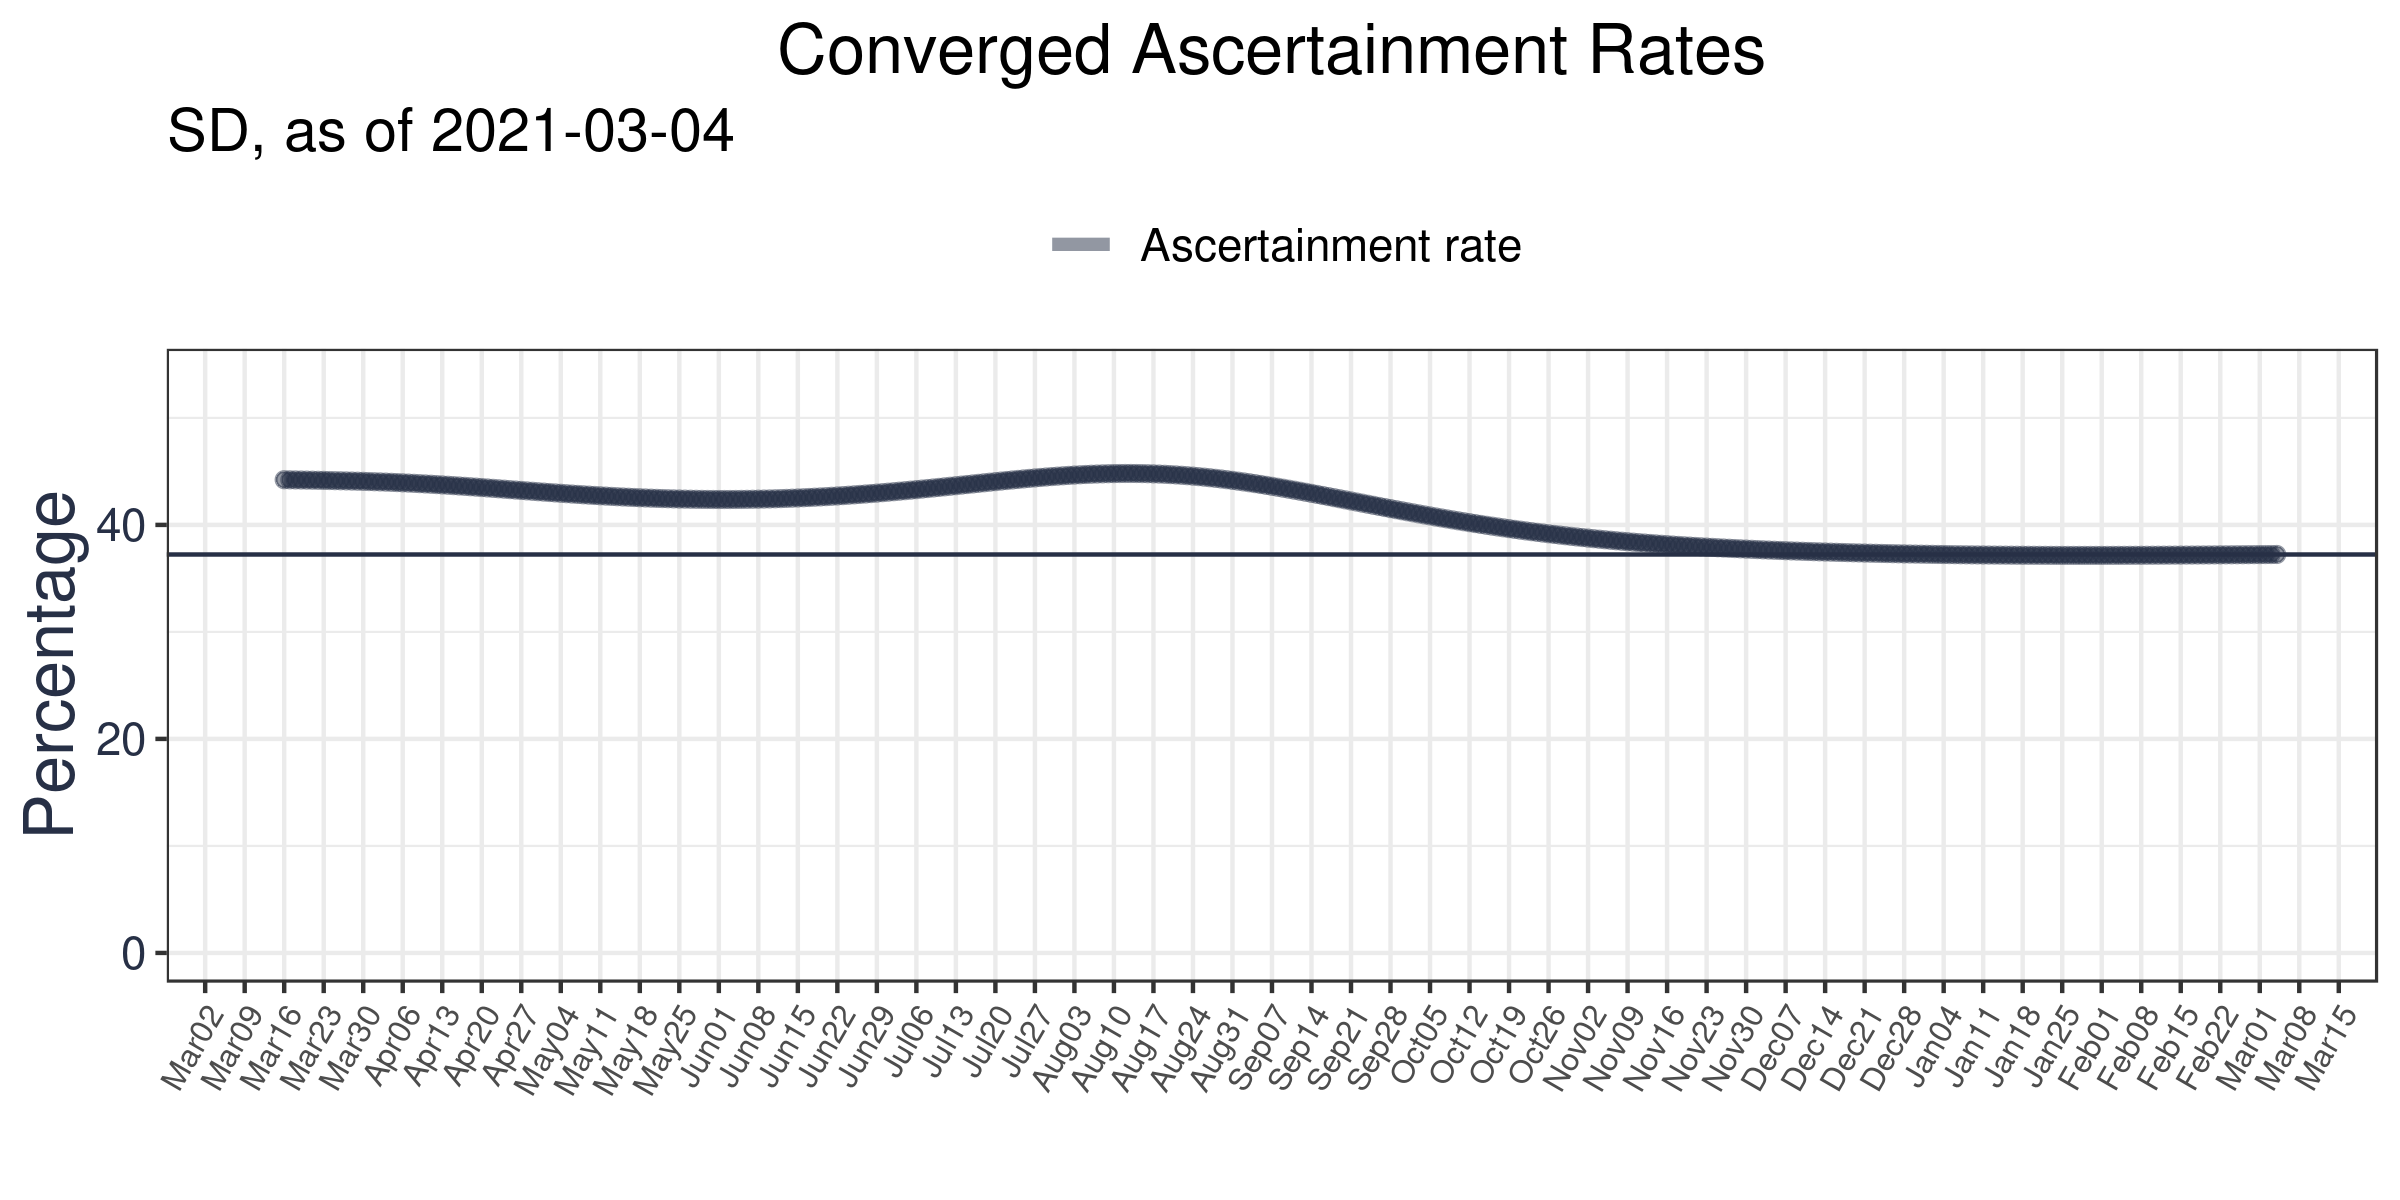 Converged Ascertainment Rates
SD, as of 2021-03-04
Ascertainment rate
Percentage
40
20
0
Mar02 Mar09 Mar16 Mar23 Mar30 Apr06 Apr13 Apr20 Apr27 May04 May11 May18 May25 Jun01 Jun08 Jun15 Jun22 Jun29 Jul06 Jul13 Jul20 Jul27 Aug03 Aug10 Aug17 Aug24 Aug31 Sep07 Sep14 Sep21 Sep28 Oct05 Oct12 Oct19 Oct26 Nov02 Nov09 Nov16 Nov23 Nov30 Dec07 Dec14 Dec21 Dec28 Jan04 Jan11 Jan18 Jan25 Feb01 Feb08 Feb15 Feb22 Mar01 Mar08 Mar15